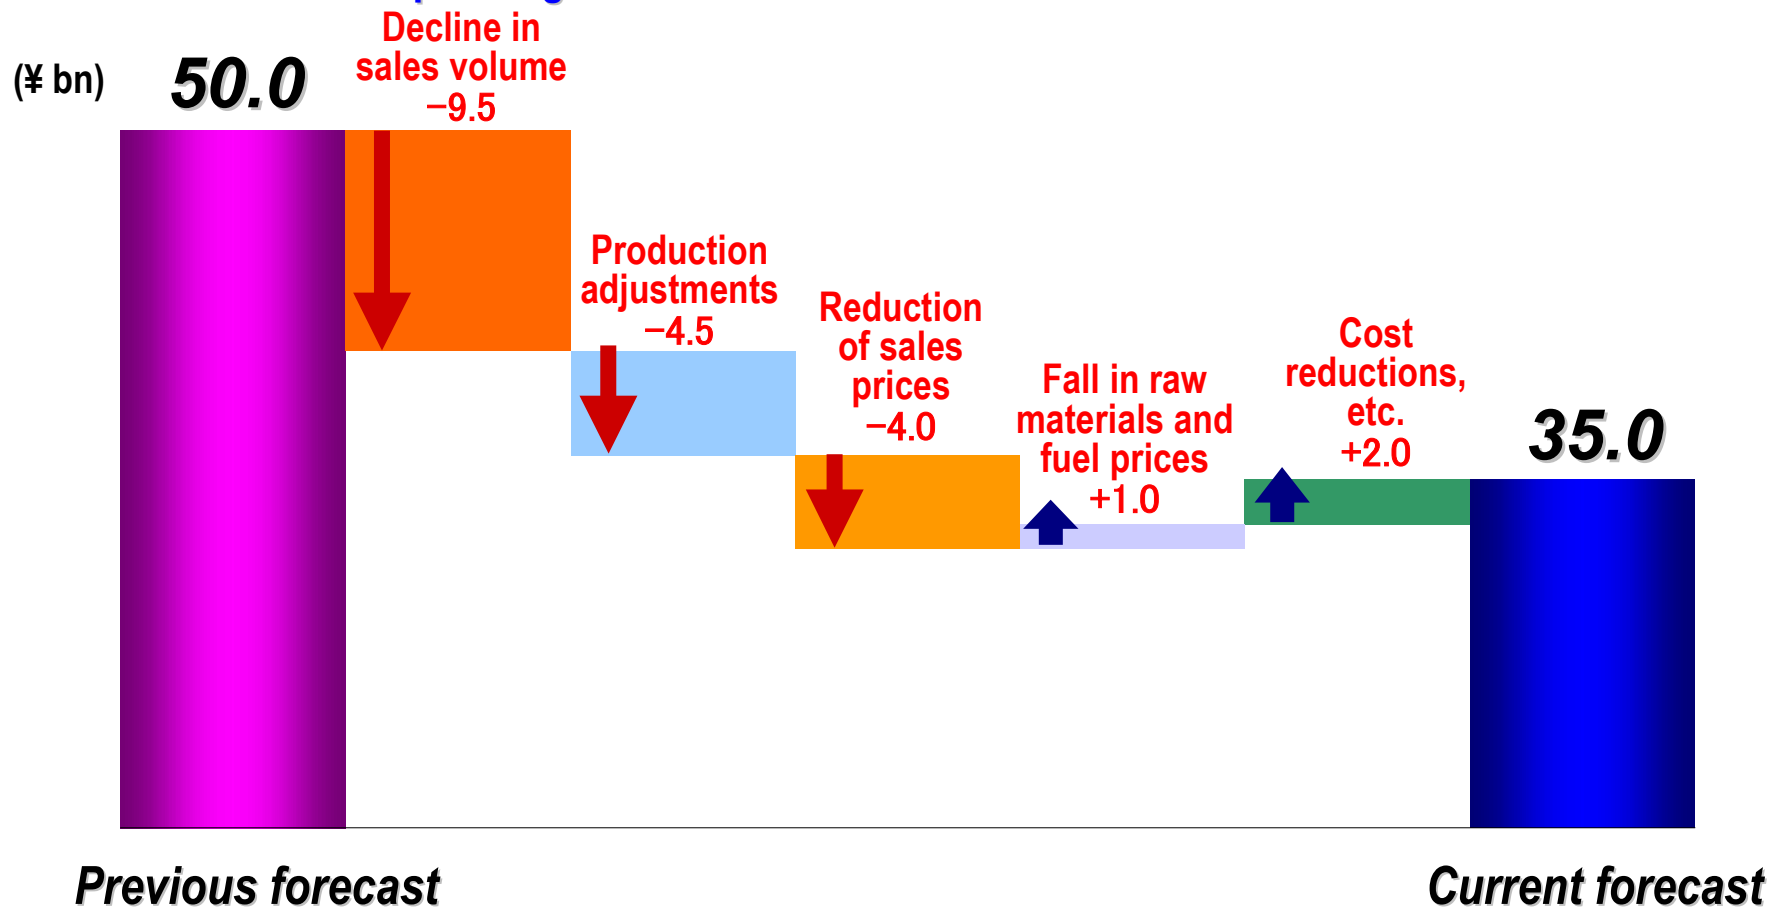 (¥ bn)
50.0
Decline in
sales volume
−9.5
Production
adjustments
−4.5
Reduction
of sales
prices
−4.0
Fall in raw
materials and
fuel prices
+1.0
Cost
reductions,
etc.
+2.0
35.0
Previous forecast
Current forecast